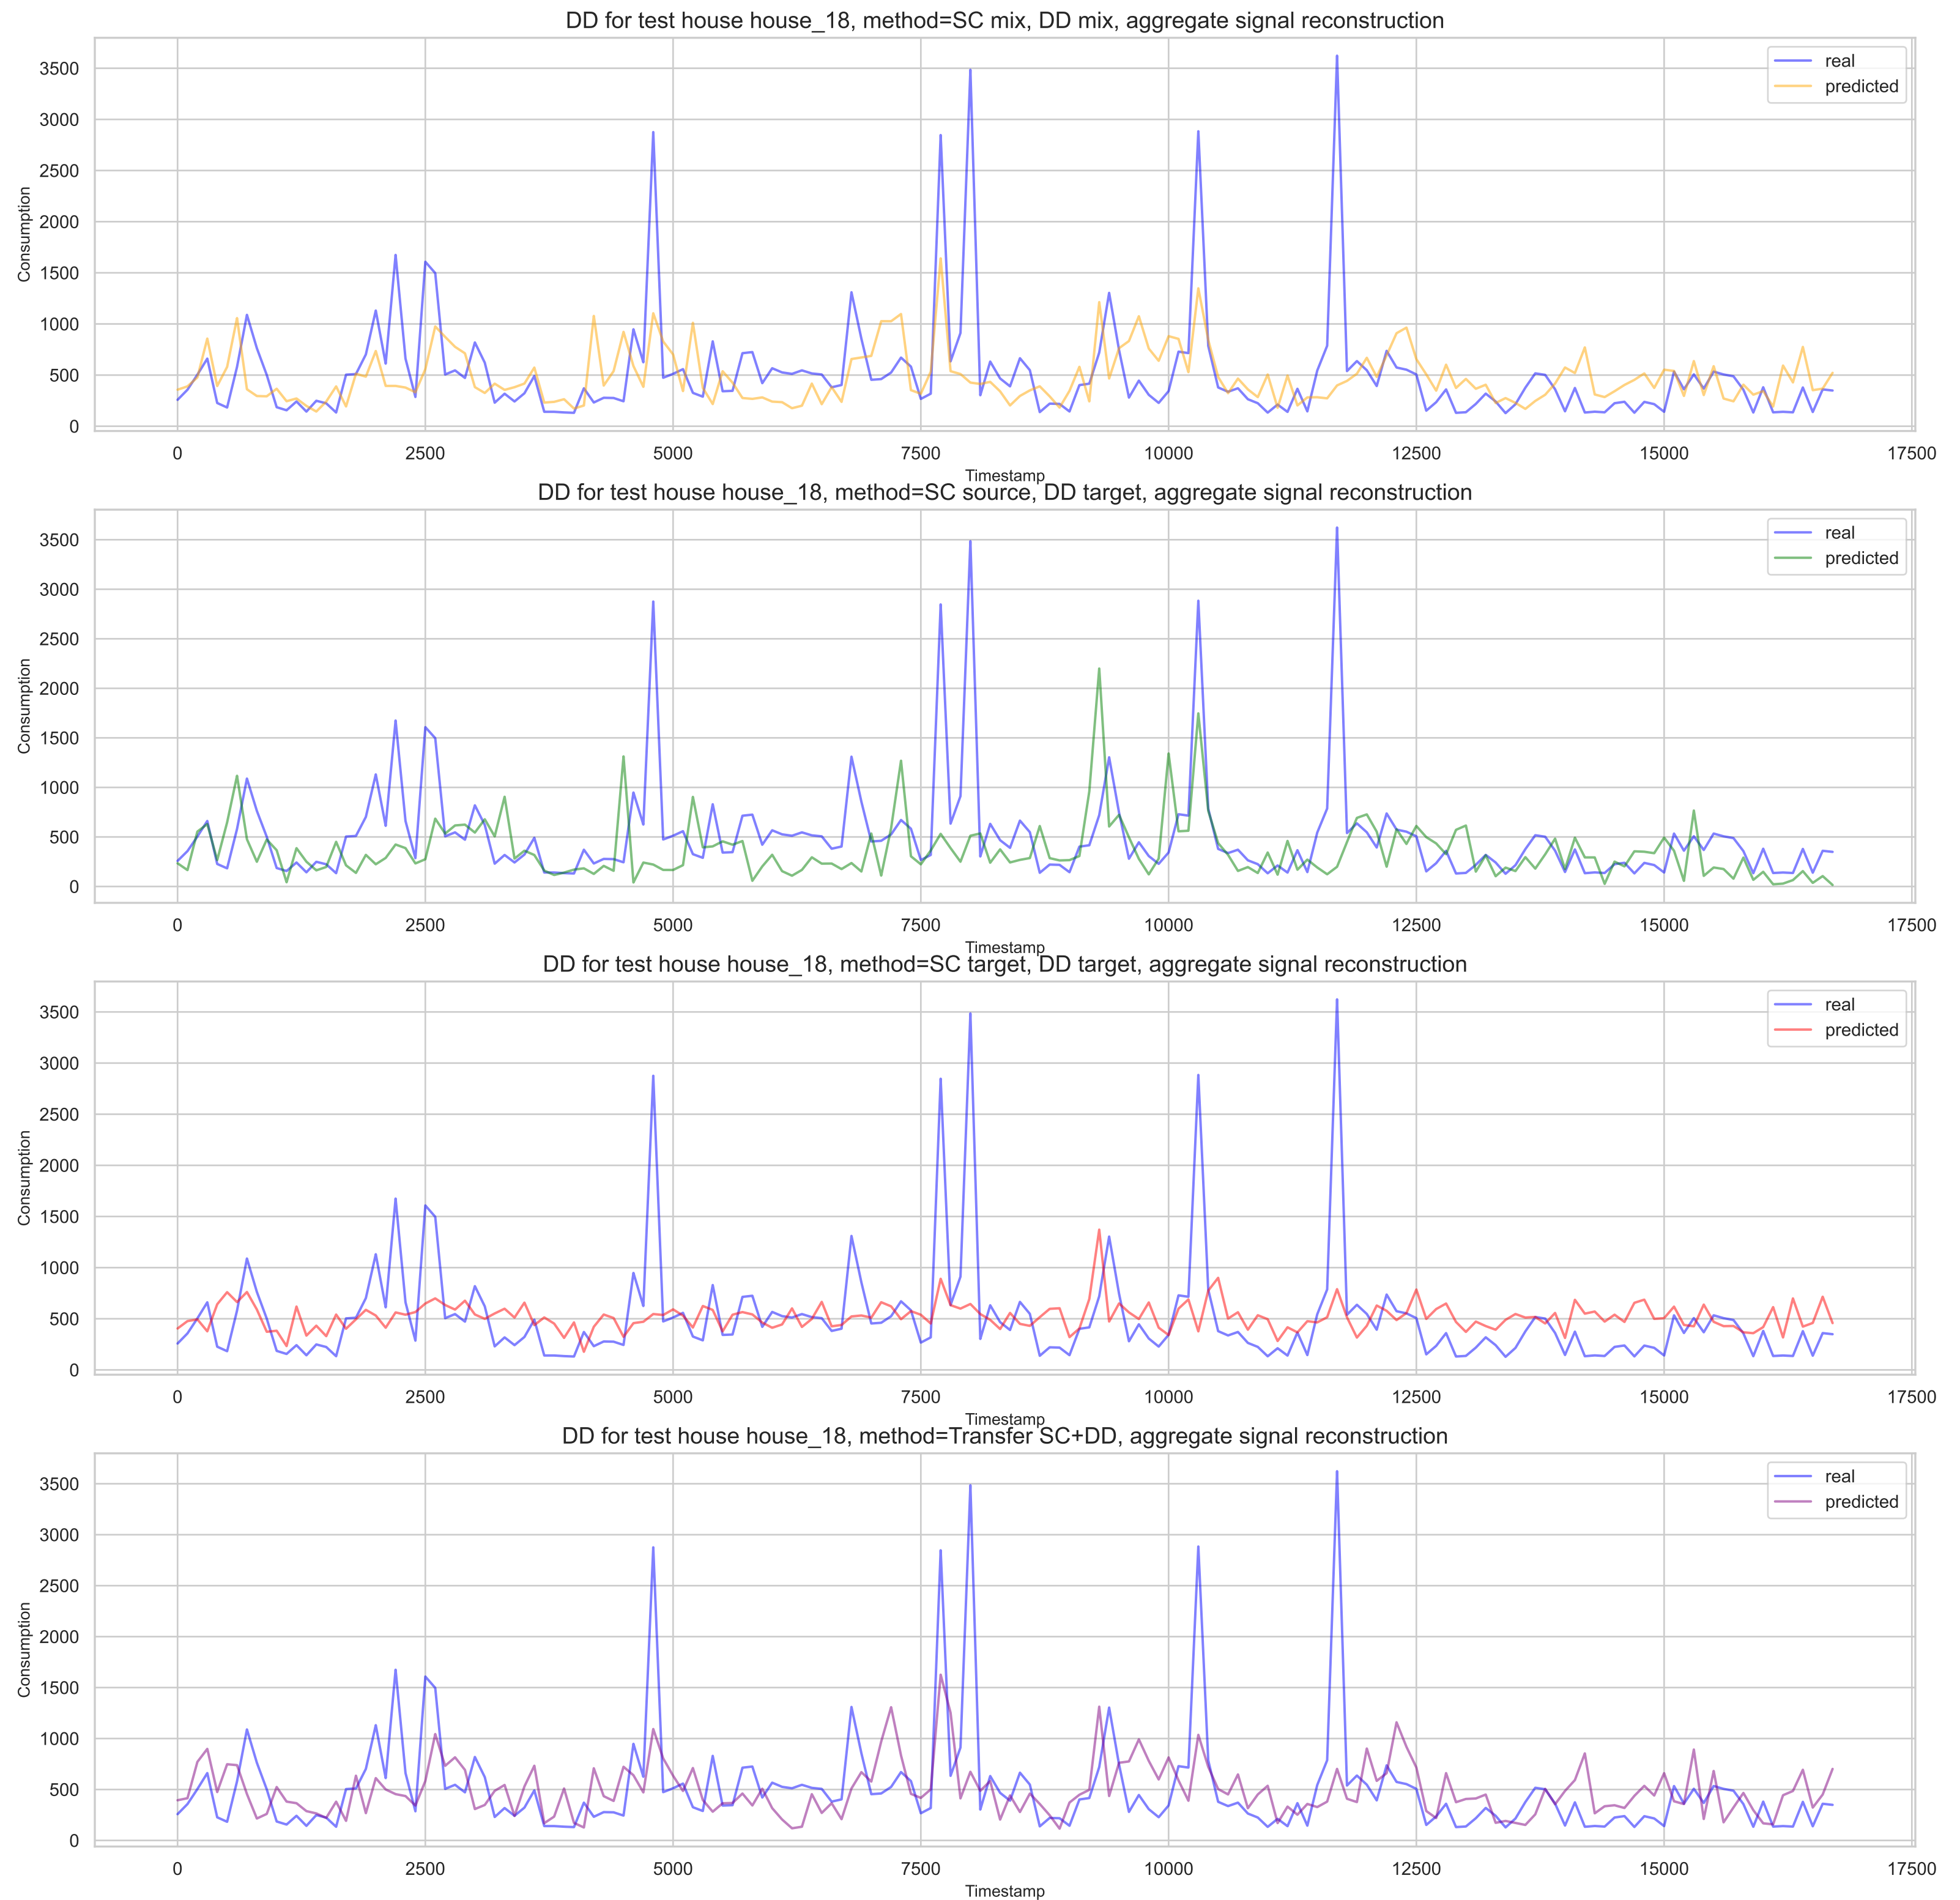 DD for test house house_18, method=SC mix, DD mix, aggregate signal reconstruction
real
predicted
Consumption
3500
3000
2500
2000
1500
1000
500
0
0 2500 5000 7500 10000 12500 15000 17500
Timestamp
DD for test house house_18, method=SC source, DD target, aggregate signal reconstruction
real
predicted
Consumption
3500
3000
2500
2000
1500
1000
500
0
0 2500 5000 7500 10000 12500 15000 17500
Timestamp
DD for test house house_18, method=SC target, DD target, aggregate signal reconstruction
real
predicted
Consumption
3500
3000
2500
2000
1500
1000
500
0
0 2500 5000 7500 10000 12500 15000 17500
Timestamp
DD for test house house_18, method=Transfer SC+DD, aggregate signal reconstruction
real
predicted
Consumption
3500
3000
2500
2000
1500
1000
500
0
0 2500 5000 7500 10000 12500 15000 17500
Timestamp